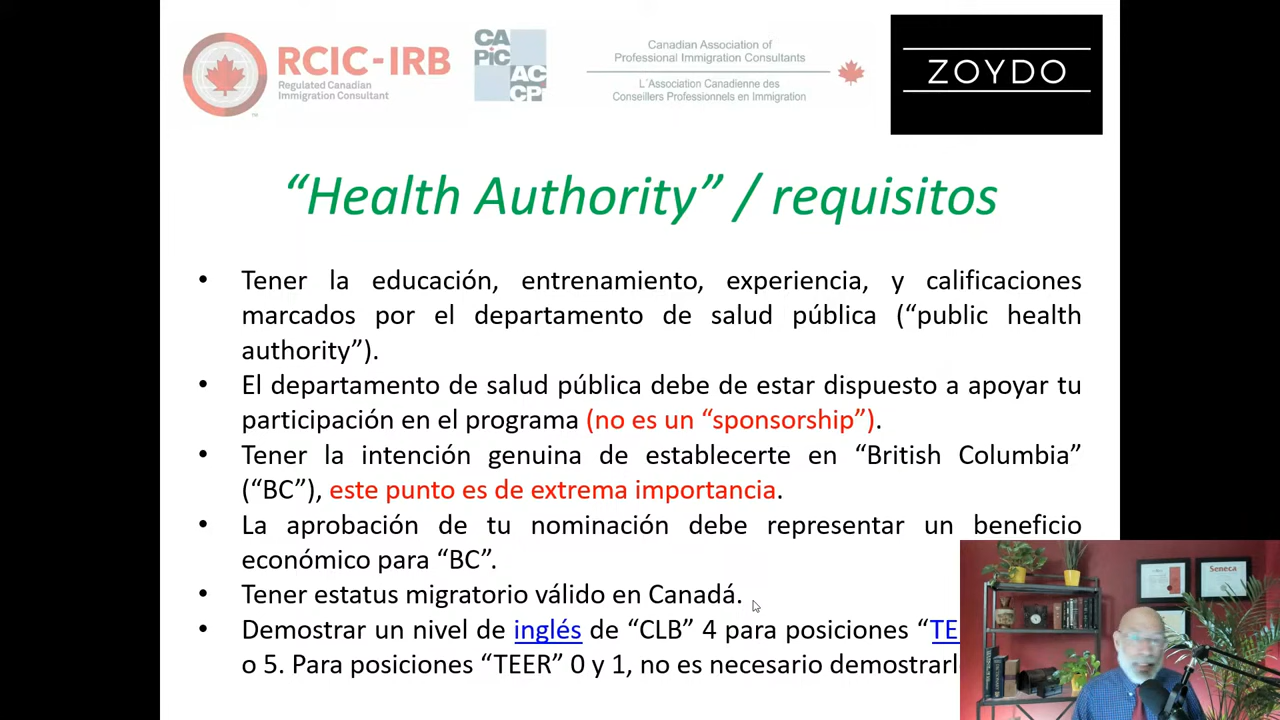 RCIC-IRB
Regulated Canadian
Immigration Consultant
CA
PiC
AC
CP
Canadian Association of
Professional Immigration Consultants
L´Association Canadienne des
Conseillers Professionnels en Immigration
ZOYDO
“Health Authority” / requisitos
• Tener la educación, entrenamiento, experiencia, y calificaciones
marcados por el departamento de salud pública (“public health
authority”).
• El departamento de salud pública debe de estar dispuesto a apoyar tu
participación en el programa (no es un “sponsorship”).
• Tener la intención genuina de establecerte en “British Columbia”
(“BC”), este punto es de extrema importancia.
• La aprobación de tu nominación debe representar un beneficio
económico para “BC”.
• Tener estatus migratorio válido en Canadá.
• Demostrar un nivel de inglés de “CLB” 4 para posiciones
o 5. Para posiciones “TEER” 0 y 1, no es necesario
Seneca